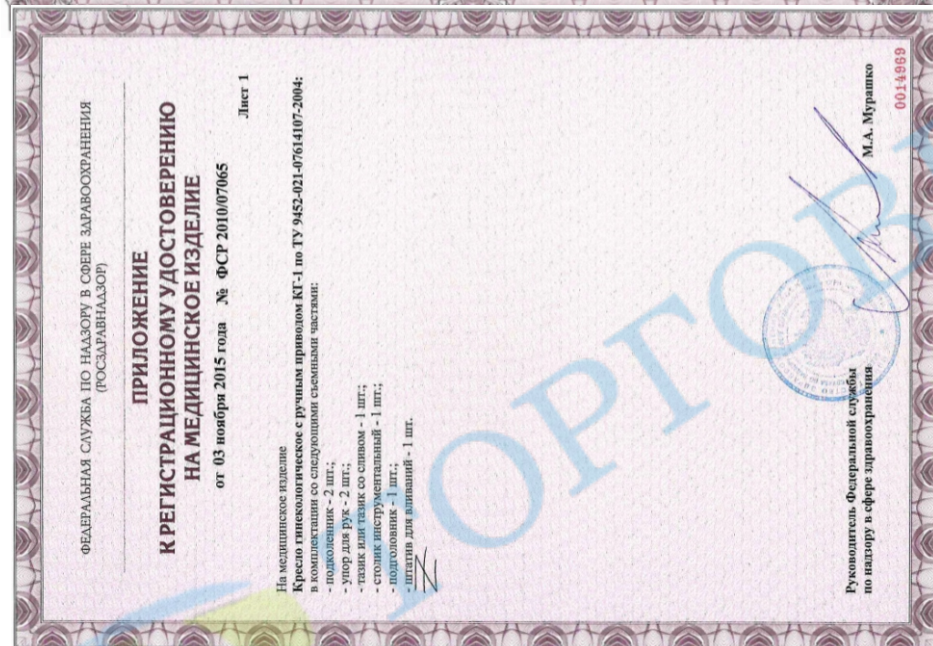 ФЕДЕРАЛЬНАЯ СЛУЖБА ПО НАДЗОРУ В СФЕРЕ ЗДРАВООХРАНЕНИЯ
(РОСЗДРАВНАДЗОР)
ПРИЛОЖЕНИЕ
К РЕГИСТРАЦИОННОМУ УДОСТОВЕРЕНИЮ
НА МЕДИЦИНСКОЕ ИЗДЕЛИЕ
от 03 ноября 2015 года № ФСР 2010/07065
Лист 1
На медицинское изделие
Кресло гинекологическое с ручным приводом КГ-1 по ТУ 9452-021-07614107-2004:
в комплектации со следующими съемными частями:
- подколенник - 2 шт.;
- упор для рук - 2 шт.;
- тазик или тазик со сливом - 1 шт.;
- столик инструментальный - 1 шт.;
- подголовник - 1 шт.;
- штатив для вливаний - 1 шт.
Руководитель Федеральной службы
по надзору в сфере здравоохранения
М.А. Мурашко
0014969
ТОРГОВ